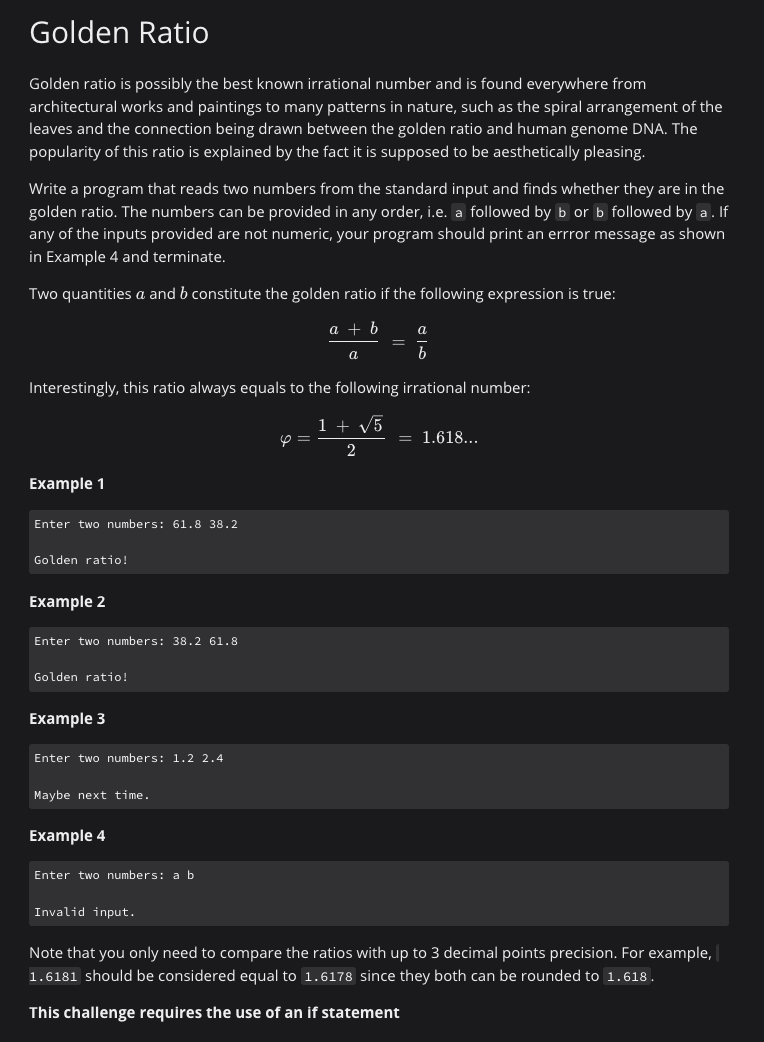 Golden Ratio
Golden ratio is possibly the best known irrational number and is found everywhere from
architectural works and paintings to many patterns in nature, such as the spiral arrangement of the
leaves and the connection being drawn between the golden ratio and human genome DNA. The
popularity of this ratio is explained by the fact it is supposed to be aesthetically pleasing.
Write a program that reads two numbers from the standard input and finds whether they are in the
golden ratio. The numbers can be provided in any order, i.e. a followed by b or b followed by a. If
any of the inputs provided are not numeric, your program should print an errror message as shown
in Example 4 and terminate.
Two quantities a and b constitute the golden ratio if the following expression is true:
(a + b)/a = a/b
Interestingly, this ratio always equals to the following irrational number:
φ = (1 + √5)/2 = 1.618...
Example 1
Enter two numbers: 61.8 38.2
Golden ratio!
Example 2
Enter two numbers: 38.2 61.8
Golden ratio!
Example 3
Enter two numbers: 1.2 2.4
Maybe next time.
Example 4
Enter two numbers: a b
Invalid input.
Note that you only need to compare the ratios with up to 3 decimal points precision. For example,
1.6181 should be considered equal to 1.6178 since they both can be rounded to 1.618.
This challenge requires the use of an if statement